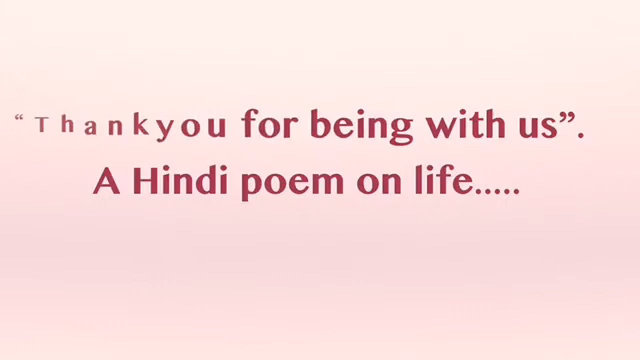 “Thankyou for being with us”.
A Hindi poem on life.....